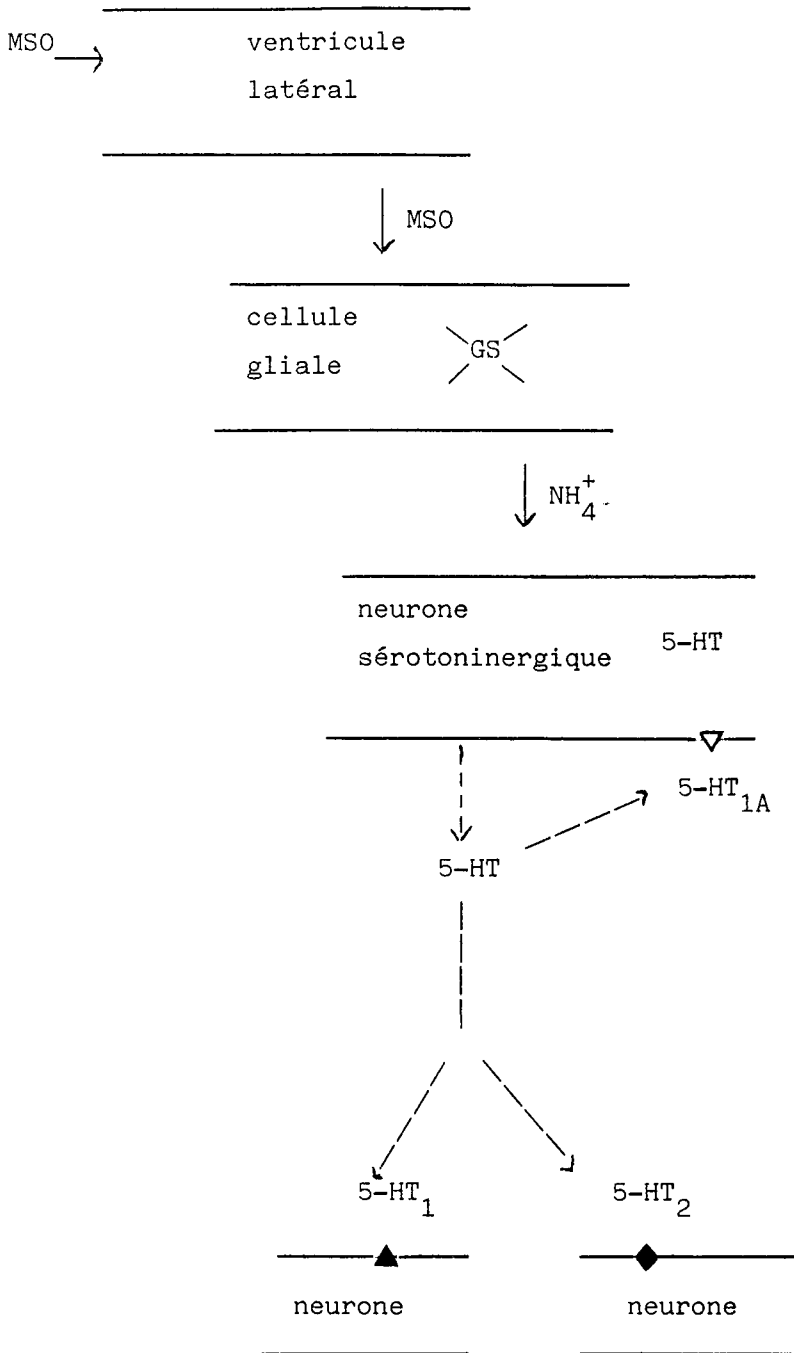 MSO
ventricule
latéral
MSO
cellule
gliale
GS
NH4+
neurone
sérotoninergique
5-HT
5-HT1A
5-HT
5-HT1
5-HT2
neurone
neurone